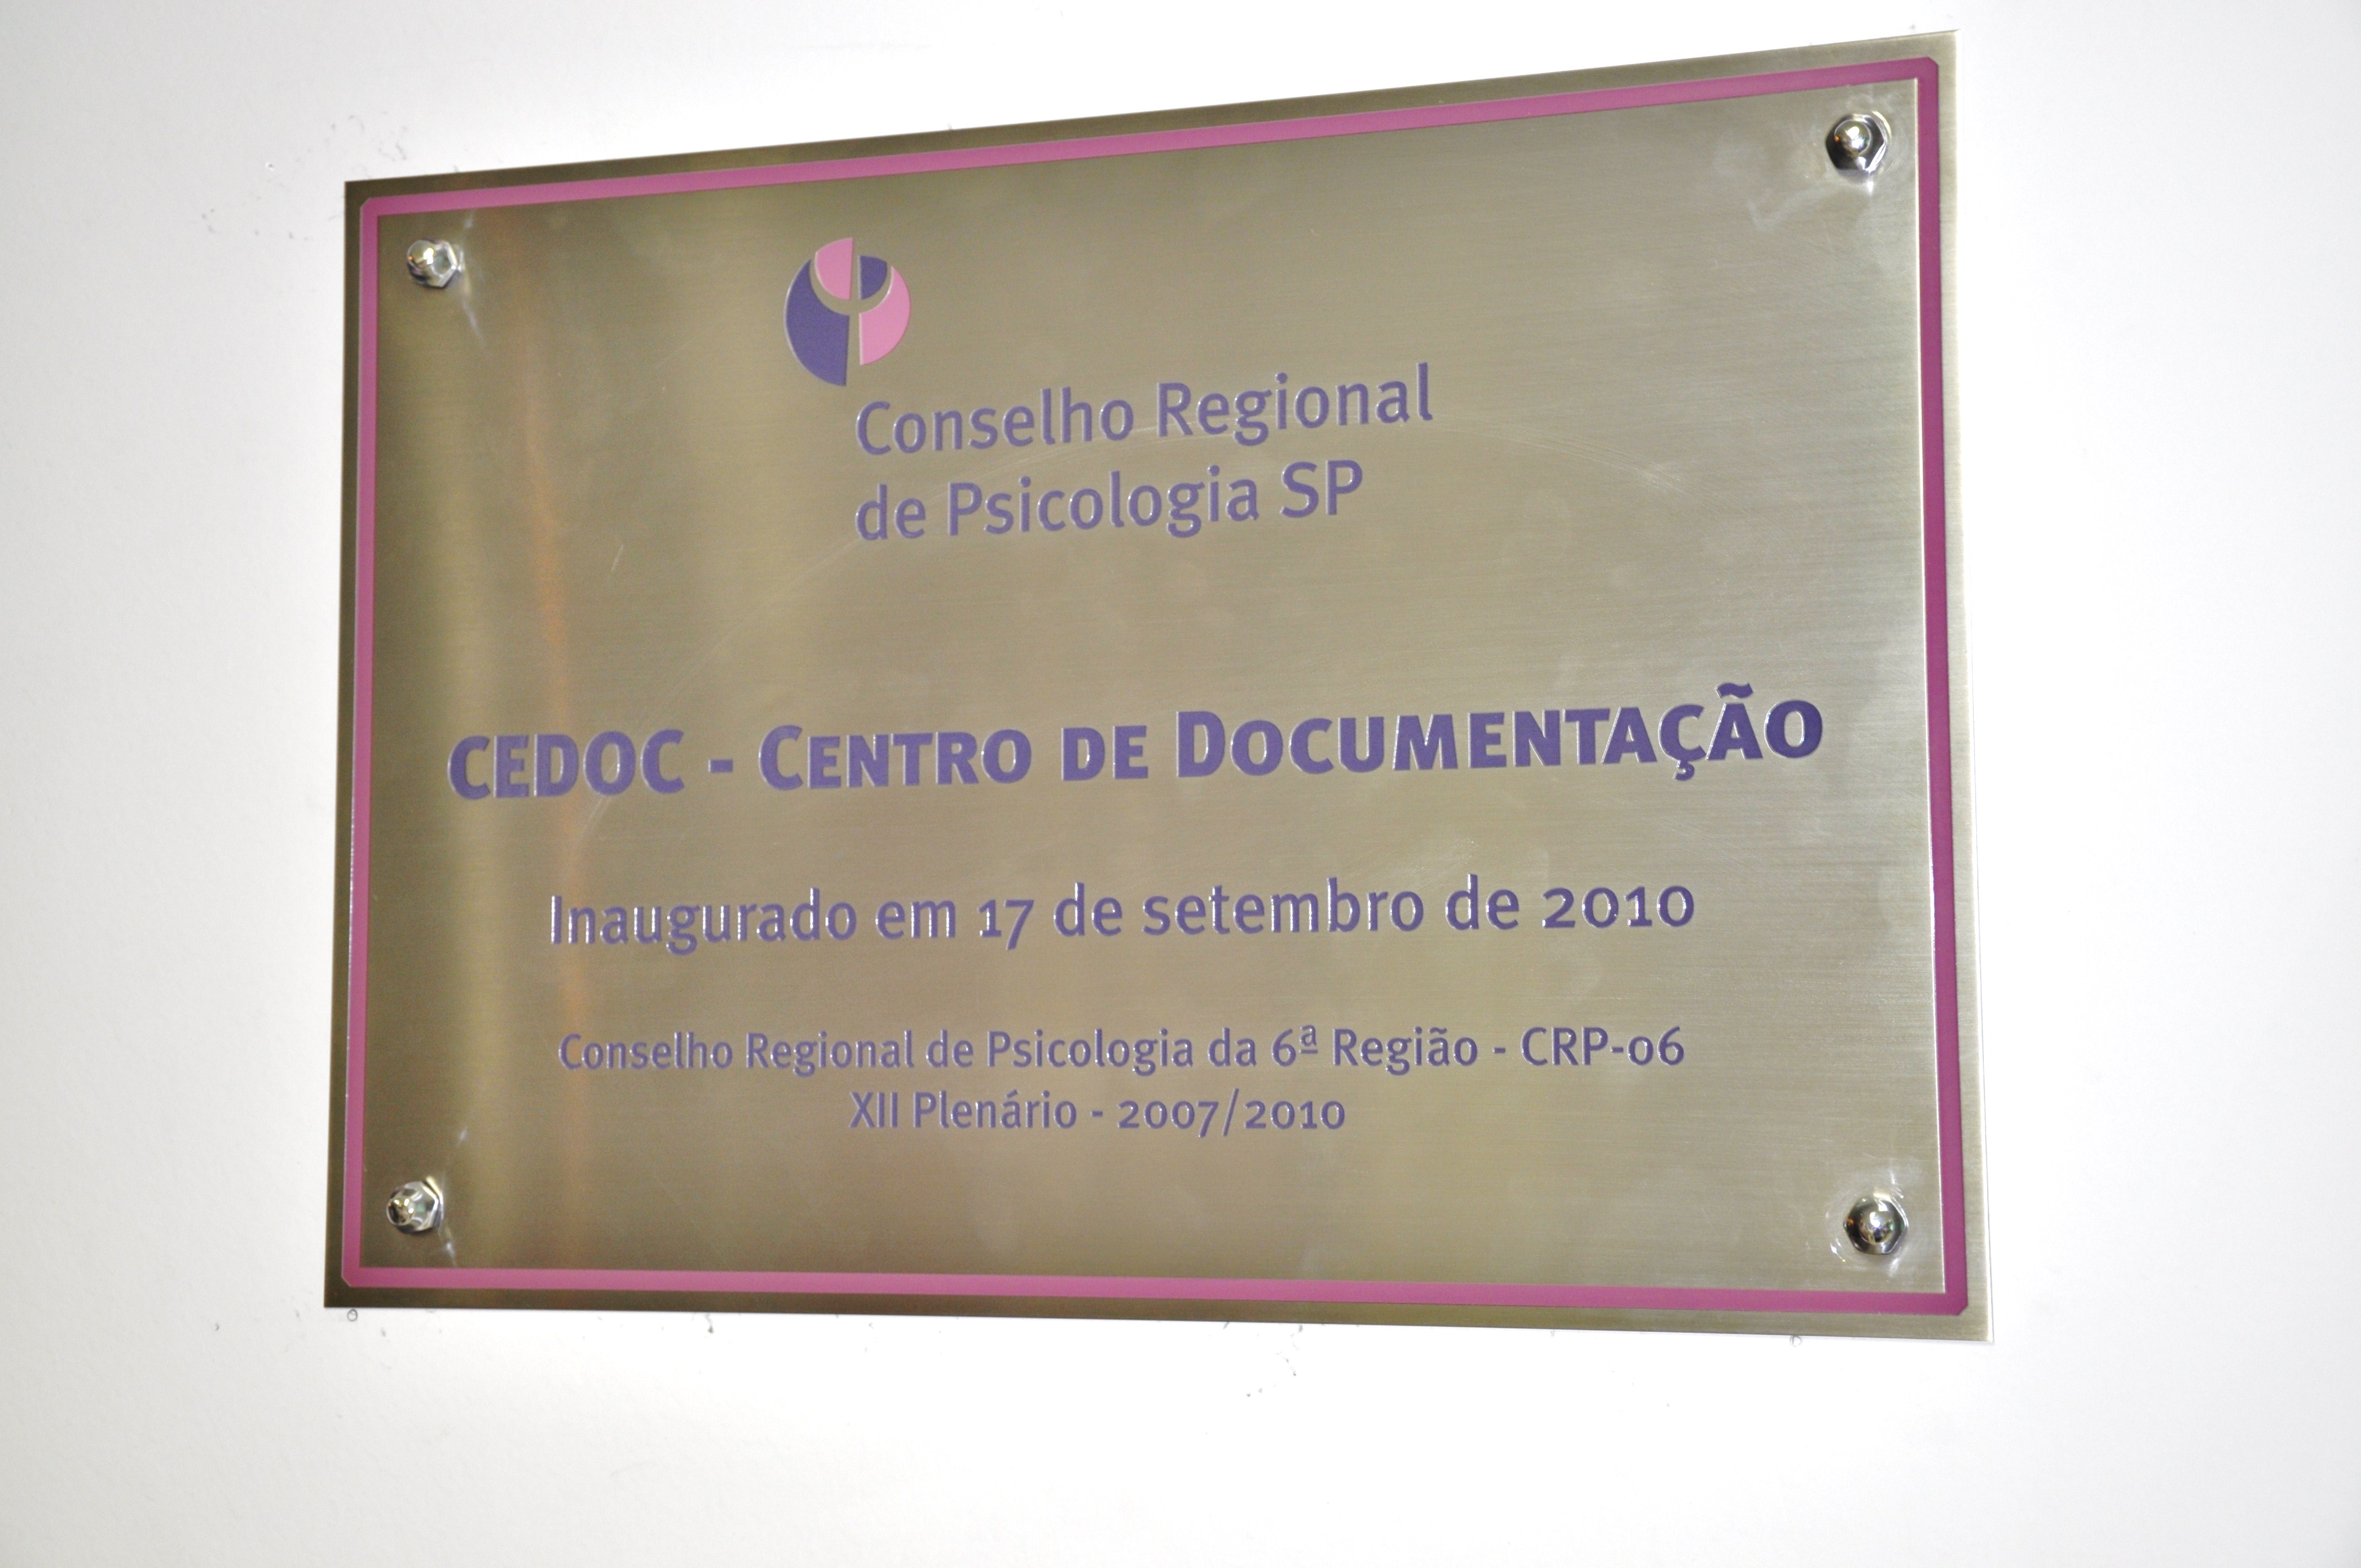 Conselho Regional
de Psicologia SP
CEDOC - CENTRO DE DOCUMENTAÇÃO
Inaugurado em 17 de setembro de 2010
Conselho Regional de Psicologia da 6ª Região - CRP-06
XII Plenário - 2007/2010